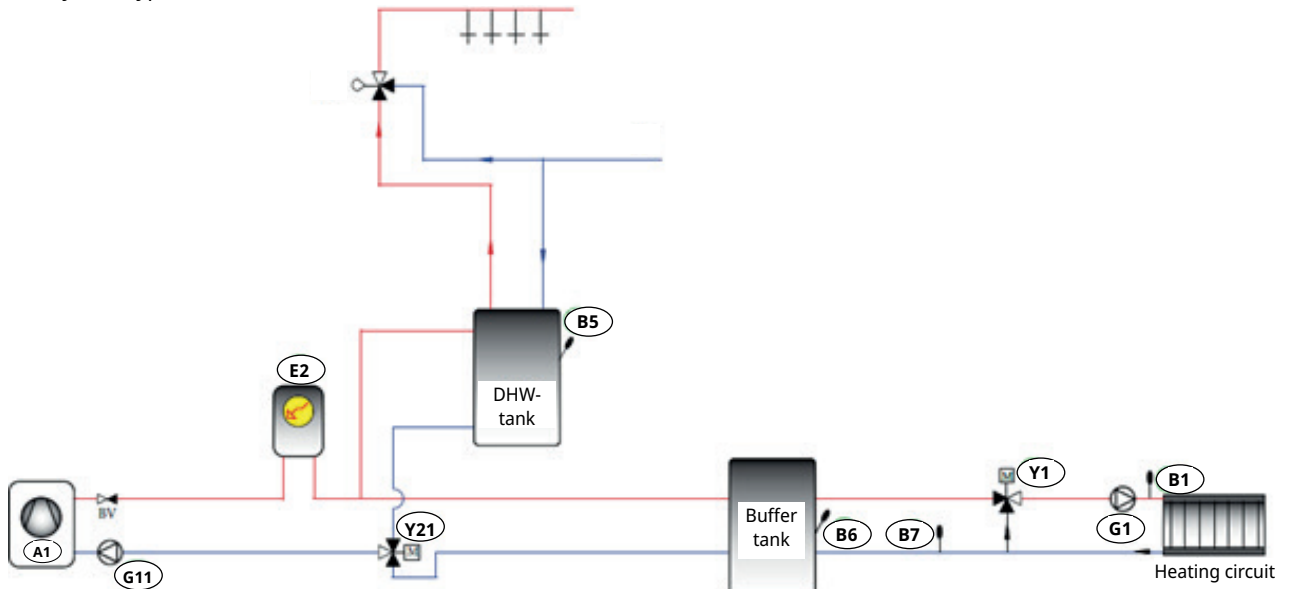 B5
E2
DHW-
tank
Y1
B1
BV
Y21
Buffer
tank
B6
B7
G1
A1
G11
M
M
Heating circuit